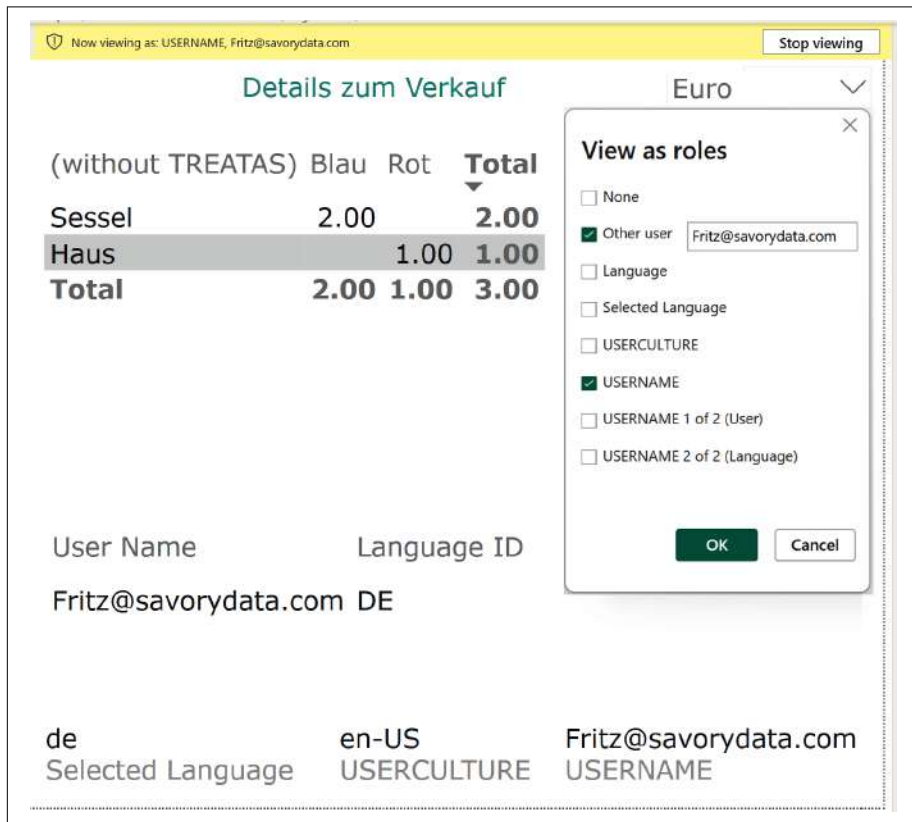 Now viewing as: USERNAME, Fritz@savorydata.com
Stop viewing
Details zum Verkauf
Euro
(without TREATAS) Blau Rot Total
Sessel 2.00 2.00
Haus 1.00 1.00
Total 2.00 1.00 3.00
View as roles
None
Other user Fritz@savorydata.com
Language
Selected Language
USERCULTURE
USERNAME
USERNAME 1 of 2 (User)
USERNAME 2 of 2 (Language)
OK Cancel
User Name Language ID
Fritz@savorydata.com DE
de en-US Fritz@savorydata.com
Selected Language USERCULTURE USERNAME